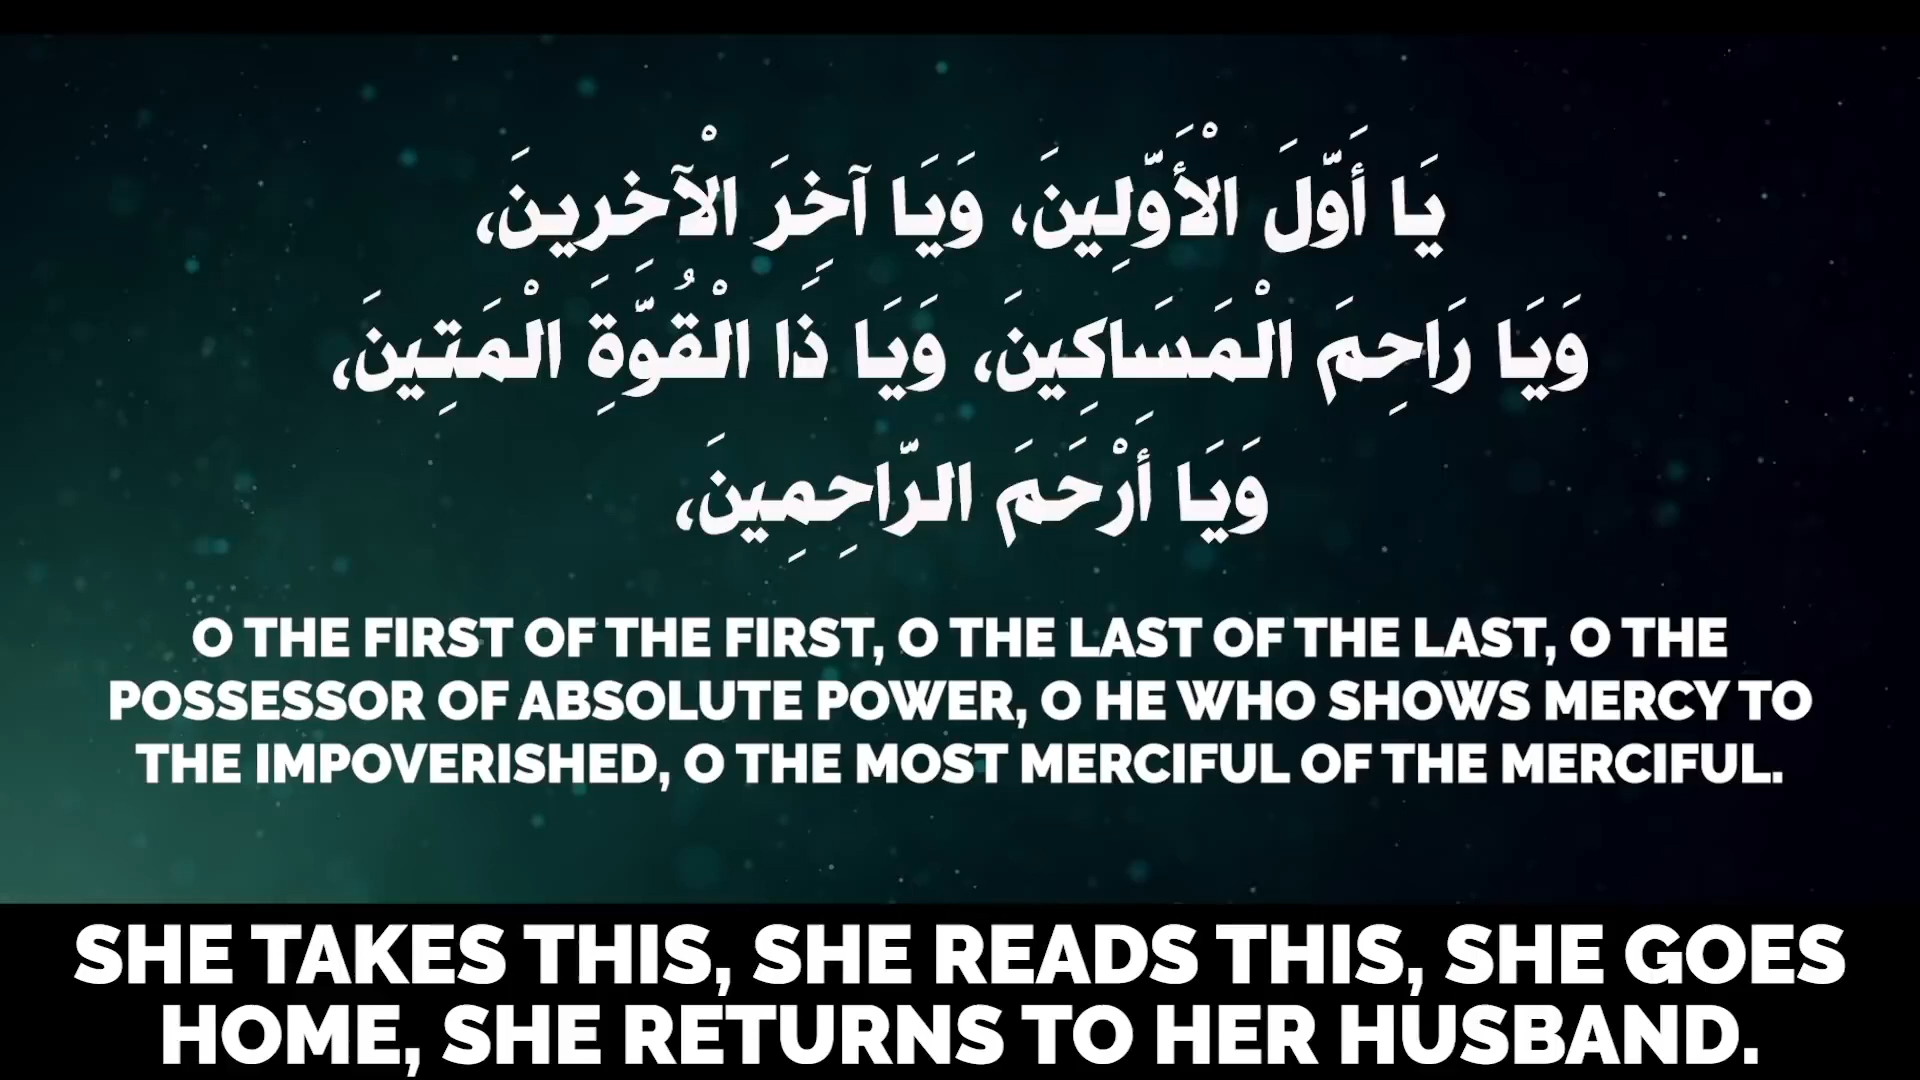 يَا أَوَّلَ الْأَوَّلِينَ، وَيَا آخِرَ الْآخِرِينَ،
وَيَا رَاحِمَ الْمَسَاكِينَ، وَيَا ذَا الْقُوَّةِ الْمَتِينَ،
وَيَا أَرْحَمَ الرَّاحِمِينَ،
O THE FIRST OF THE FIRST, O THE LAST OF THE LAST, O THE
POSSESSOR OF ABSOLUTE POWER, O HE WHO SHOWS MERCY TO
THE IMPOVERISHED, O THE MOST MERCIFUL OF THE MERCIFUL.
SHE TAKES THIS, SHE READS THIS, SHE GOES
HOME, SHE RETURNS TO HER HUSBAND.